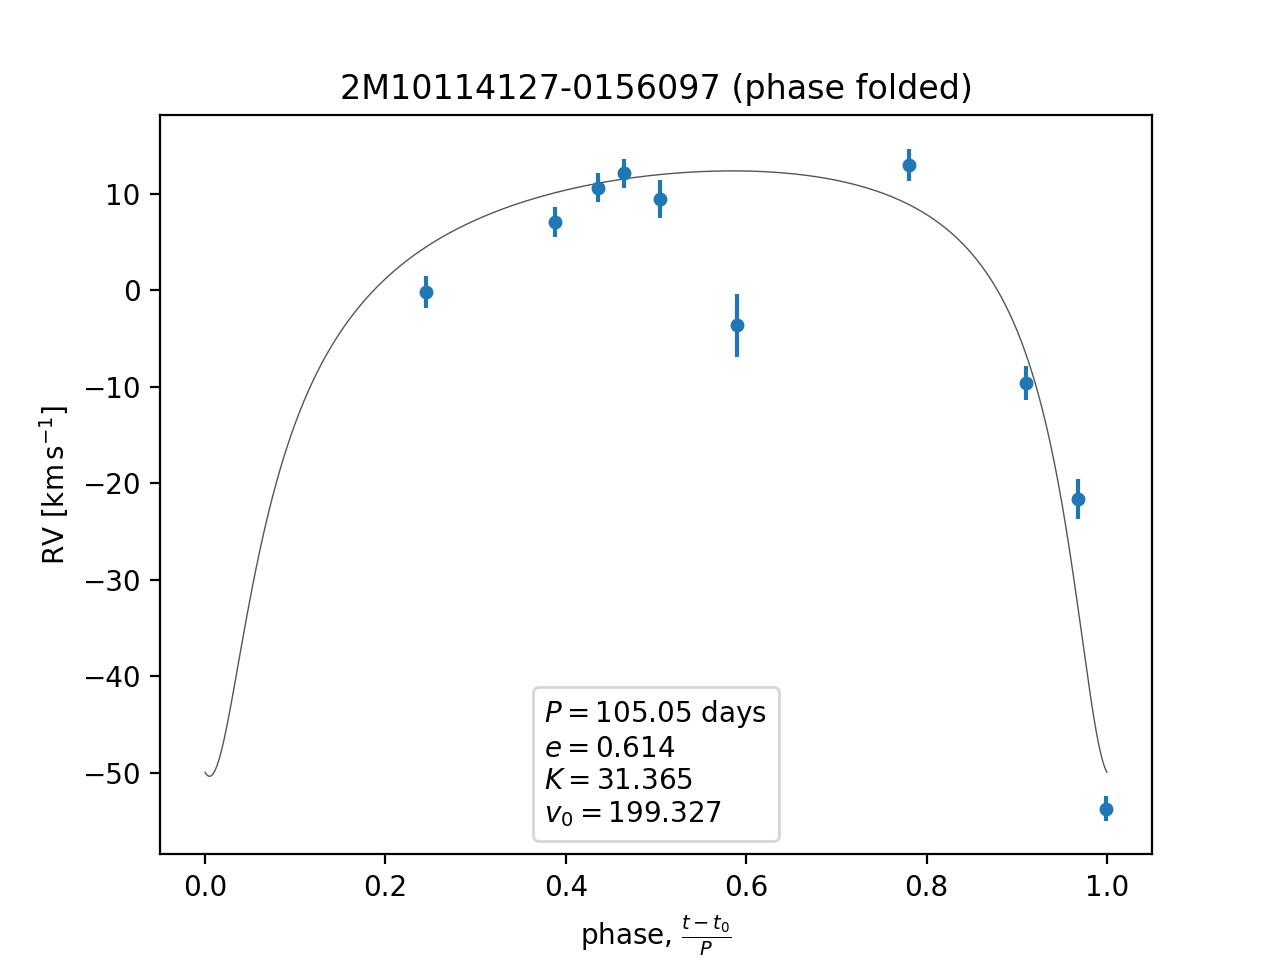 2M10114127-0156097 (phase folded)
RV [km s⁻¹]
10
0
−10
−20
−30
−40
−50
P = 105.05 days
e = 0.614
K = 31.365
v₀ = 199.327
0.0 0.2 0.4 0.6 0.8 1.0
phase, (t − t₀)/P